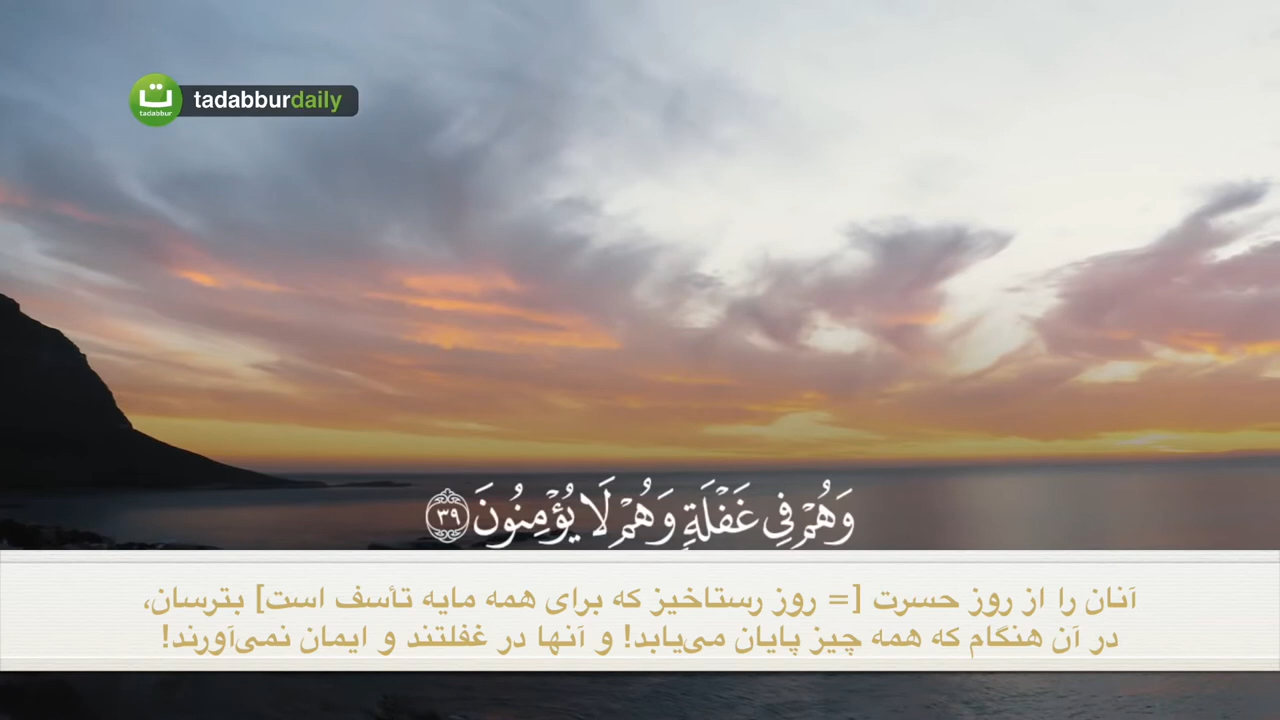 ت
tadabbur
tadabburdaily
وَهُمۡ فِي غَفۡلَةٖ وَهُمۡ لَا يُؤۡمِنُونَ ٣٩
آنان را از روز حسرت [= روز رستاخیز که برای همه مایه تأسف است] بترسان،
در آن هنگام که همه چیز پایان می‌یابد! و آنها در غفلتند و ایمان نمی‌آورند!